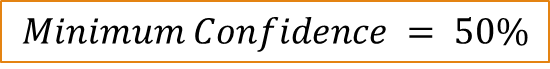 Minimum Confidence = 50%